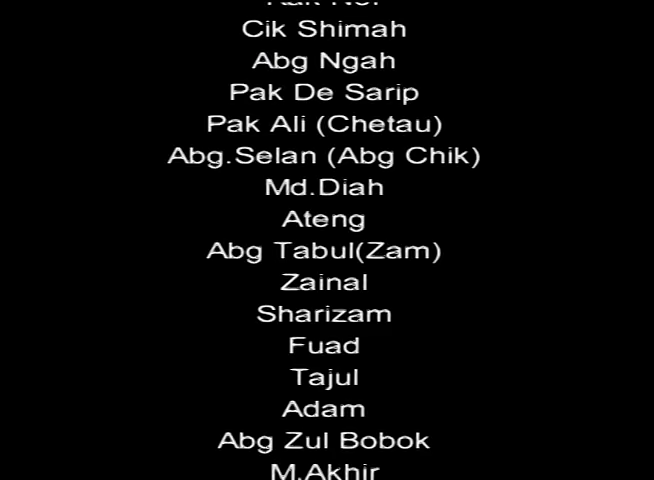 Cik Shimah
Abg Ngah
Pak De Sarip
Pak Ali (Chetau)
Abg.Selan (Abg Chik)
Md.Diah
Ateng
Abg Tabul(Zam)
Zainal
Sharizam
Fuad
Tajul
Adam
Abg Zul Bobok
M.Akhir